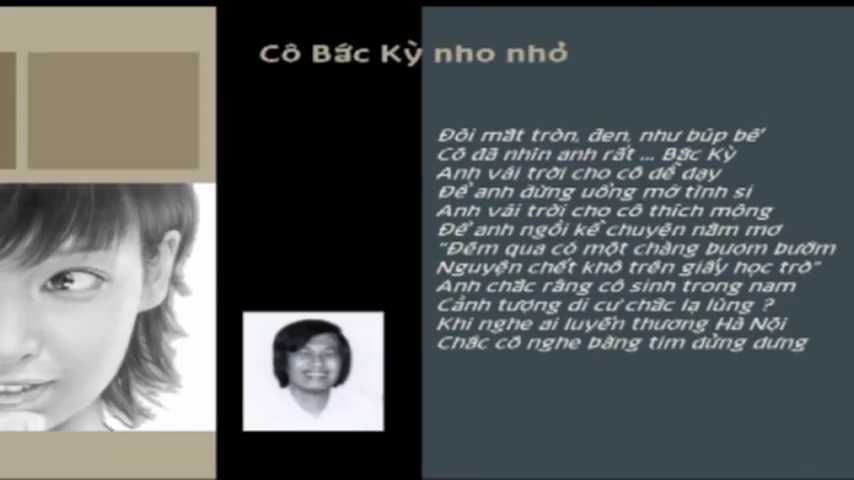 Cô Bắc Kỳ nho nhỏ
Đôi mắt tròn, đen, như búp bê
Cô đã nhìn anh rất ... Bắc Kỳ
Anh vái trời cho cô dễ dạy
Để anh đừng uổng mớ tình si
Anh vái trời cho cô thích mộng
Để anh ngồi kể chuyện nằm mơ
"Đêm qua có một chàng bươm bướm
Nguyện chết khô trên giấy học trò"
Anh chắc rằng cô sinh trong nam
Cảnh tượng di cư chắc lạ lùng ?
Khi nghe ai luyến thương Hà Nội
Chắc cô nghe bằng tim dửng dưng